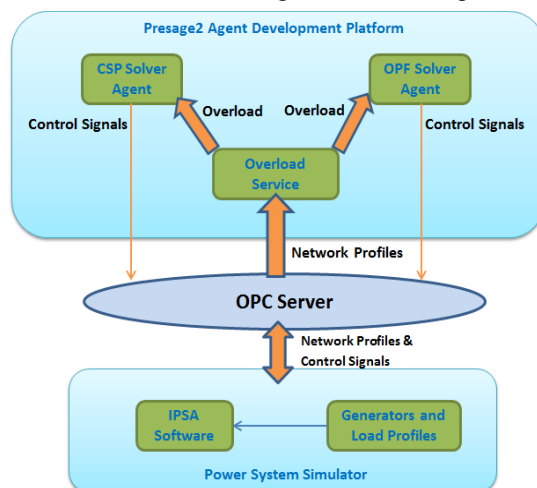 Presage2 Agent Development Platform
CSP Solver
Agent
OPF Solver
Agent
Control Signals
Overload
Overload
Control Signals
Overload
Service
Network Profiles
OPC Server
Network Profiles &
Control Signals
IPSA
Software
Generators and
Load Profiles
Power System Simulator